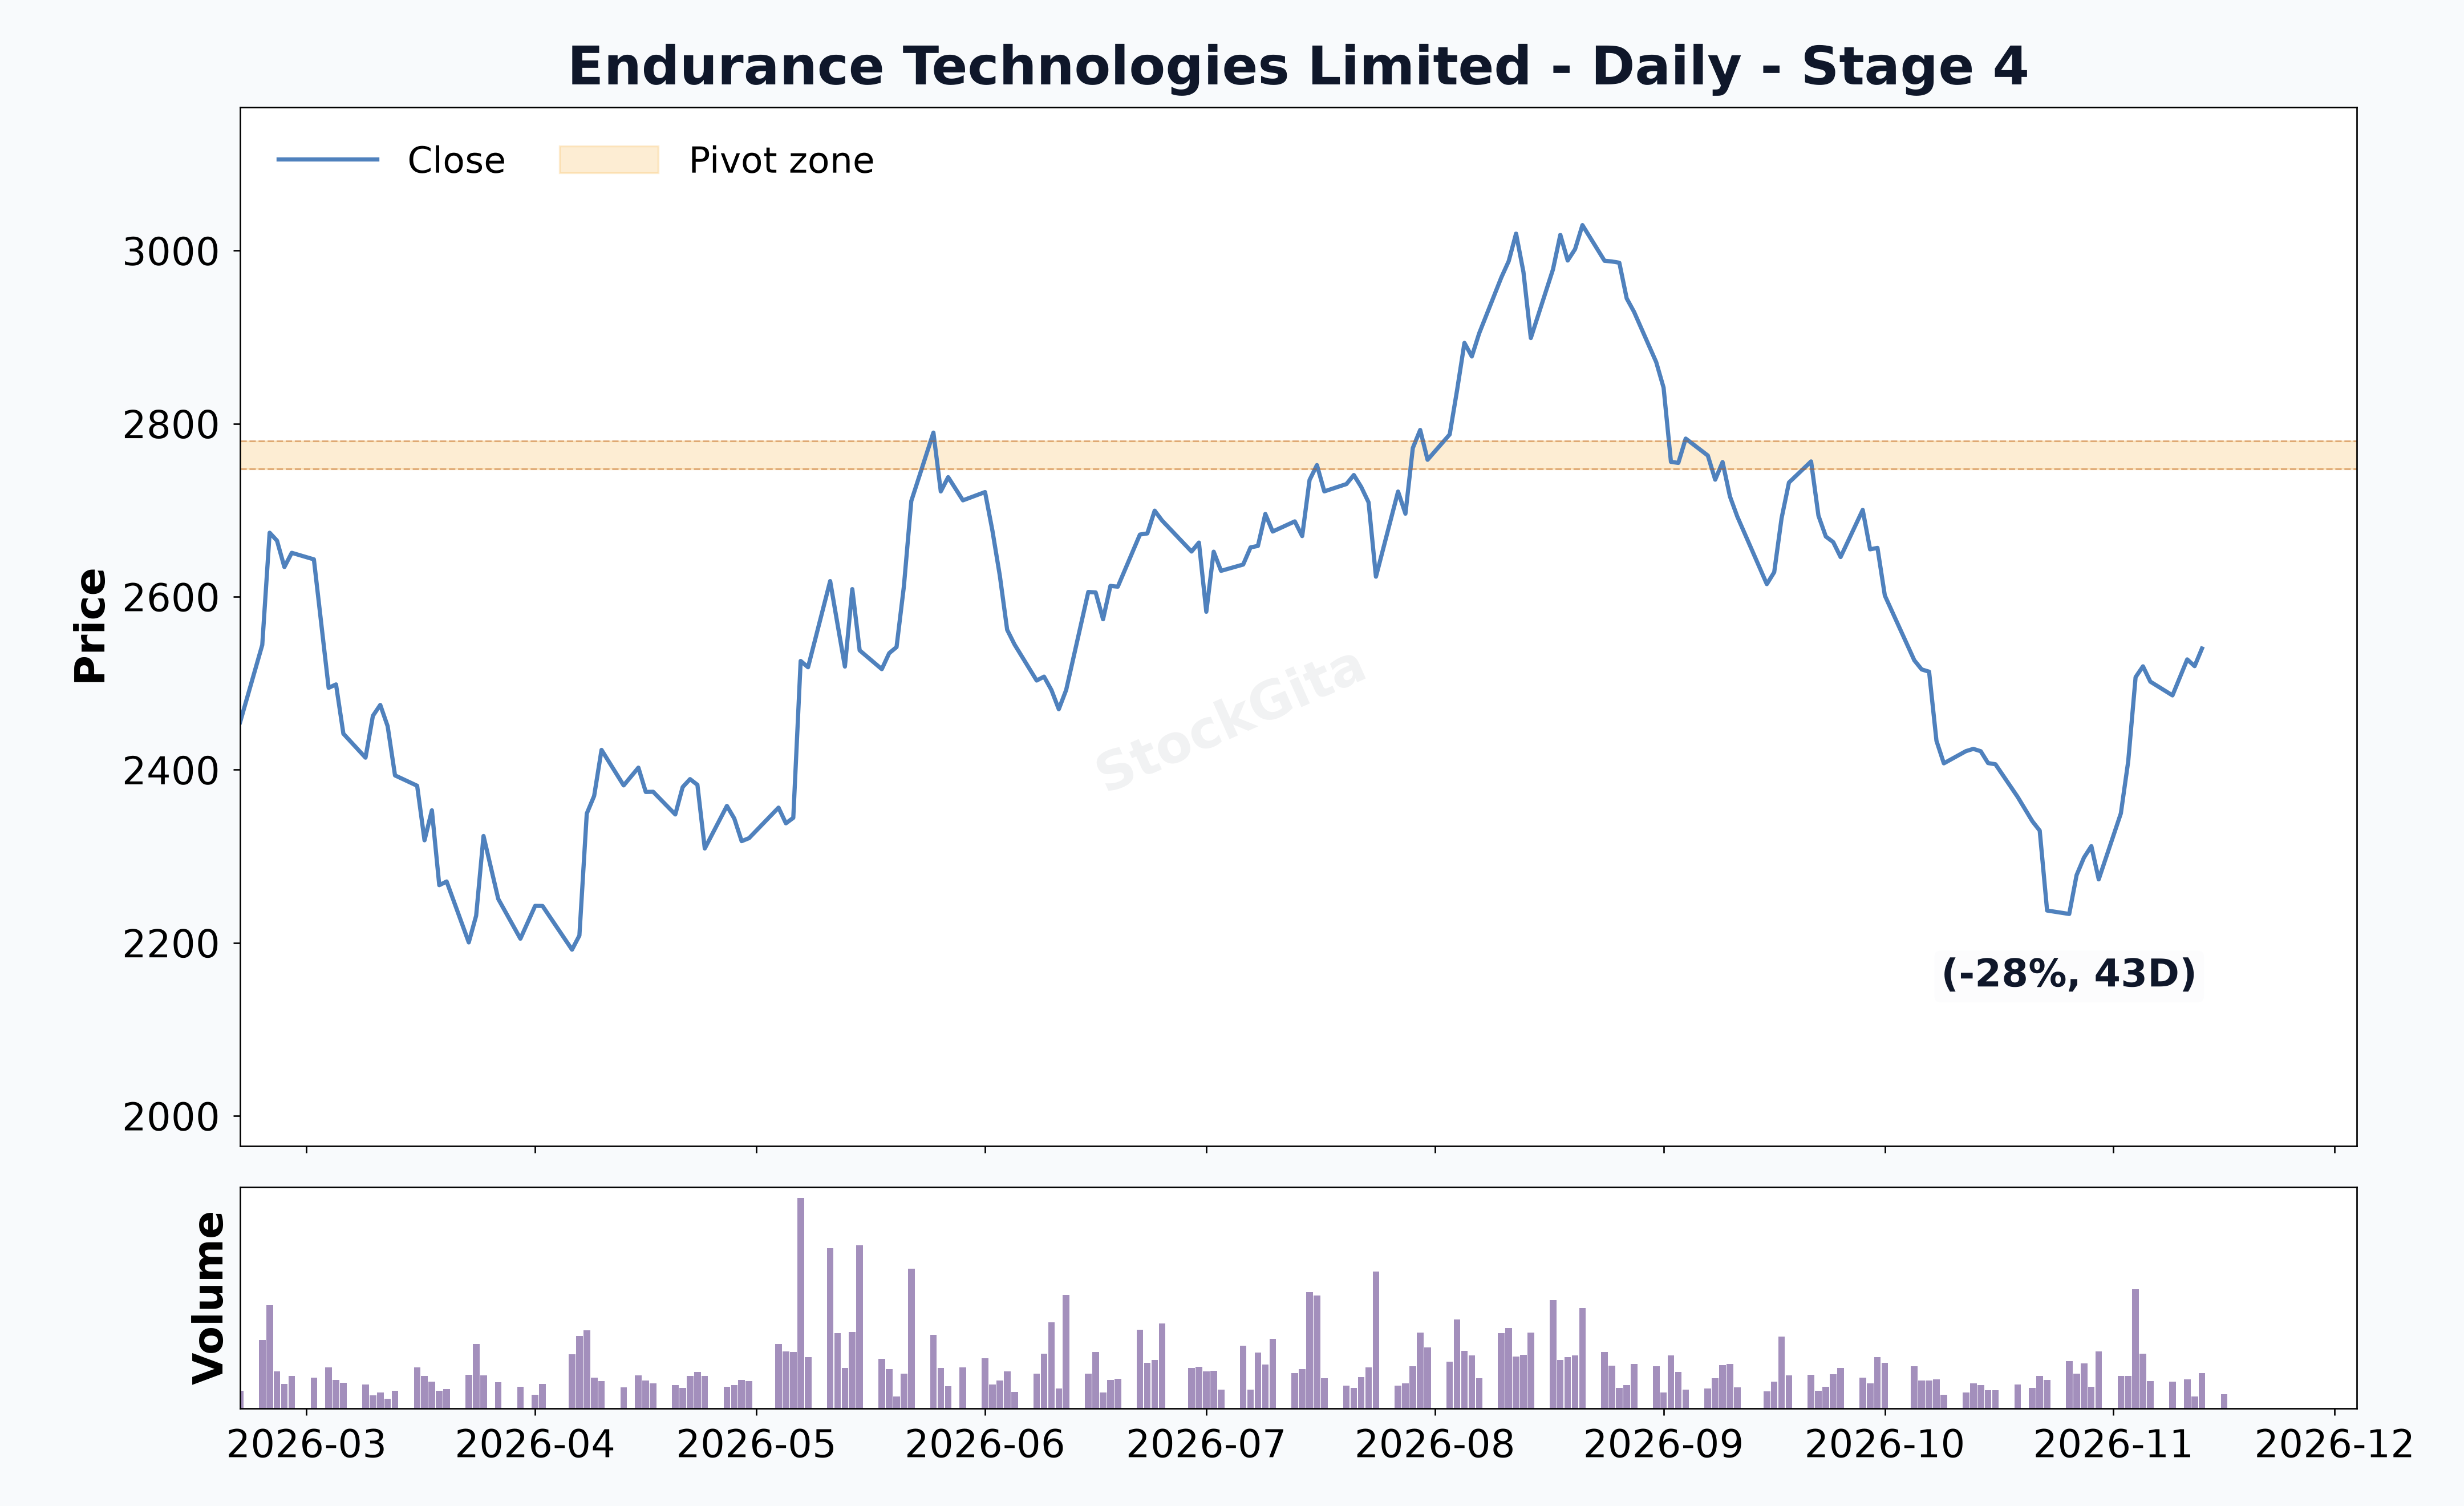 Endurance Technologies Limited - Daily - Stage 4
Close
Pivot zone
3000
2800
2600
2400
2200
2000
Price
StockGita
(-28%, 43D)
Volume
2026-03
2026-04
2026-05
2026-06
2026-07
2026-08
2026-09
2026-10
2026-11
2026-12